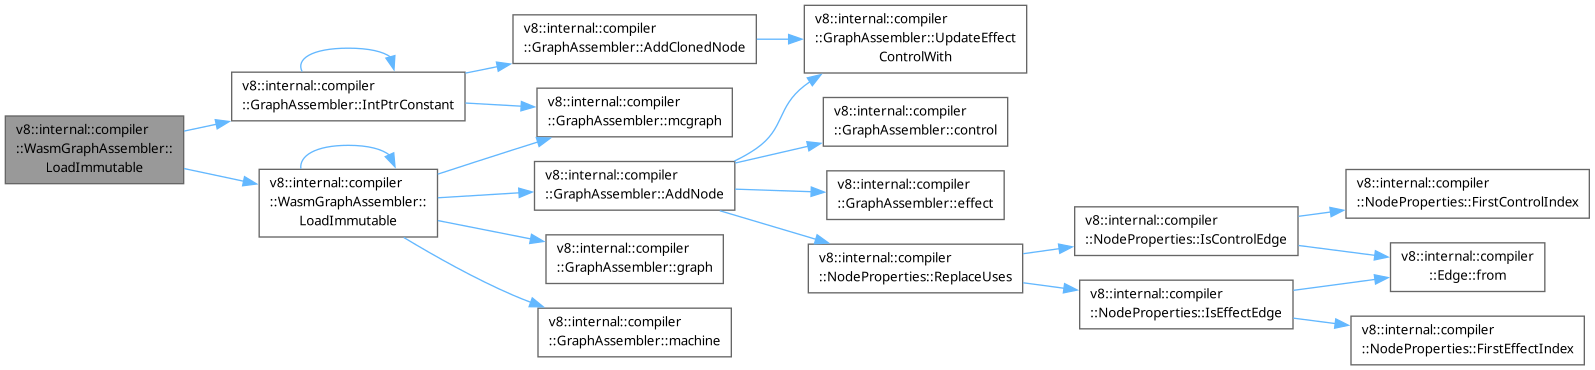 v8::internal::compiler
::WasmGraphAssembler::
LoadImmutable
v8::internal::compiler
::GraphAssembler::IntPtrConstant
v8::internal::compiler
::WasmGraphAssembler::
LoadImmutable
v8::internal::compiler
::GraphAssembler::AddClonedNode
v8::internal::compiler
::GraphAssembler::mcgraph
v8::internal::compiler
::GraphAssembler::AddNode
v8::internal::compiler
::GraphAssembler::graph
v8::internal::compiler
::GraphAssembler::machine
v8::internal::compiler
::GraphAssembler::UpdateEffect
ControlWith
v8::internal::compiler
::GraphAssembler::control
v8::internal::compiler
::GraphAssembler::effect
v8::internal::compiler
::NodeProperties::ReplaceUses
v8::internal::compiler
::NodeProperties::IsControlEdge
v8::internal::compiler
::NodeProperties::IsEffectEdge
v8::internal::compiler
::NodeProperties::FirstControlIndex
v8::internal::compiler
::Edge::from
v8::internal::compiler
::NodeProperties::FirstEffectIndex